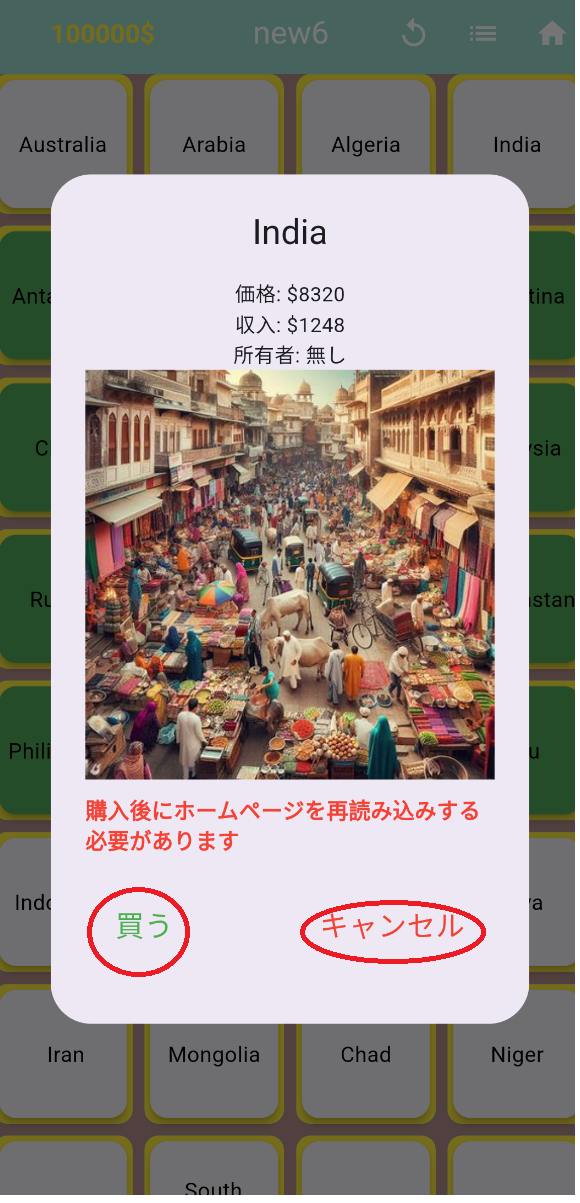 100000$ new6
Australia Arabia Algeria India
India
価格: $8320
収入: $1248
所有者: 無し
購入後にホームページを再読み込みする
必要があります
買う キャンセル
Iran Mongolia Chad Niger
South